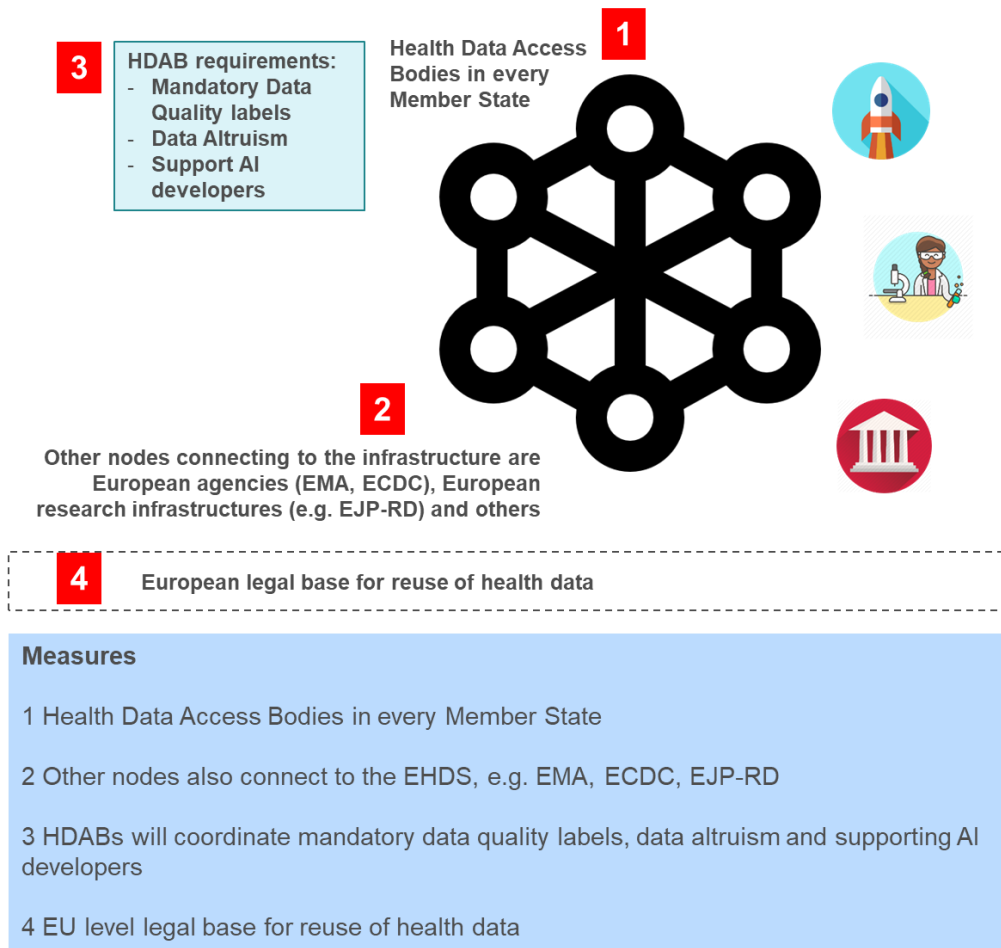 3
HDAB requirements:
- Mandatory Data
Quality labels
- Data Altruism
- Support AI
developers
1
Health Data Access
Bodies in every
Member State
2
Other nodes connecting to the infrastructure are
European agencies (EMA, ECDC), European
research infrastructures (e.g. EJP-RD) and others
4
European legal base for reuse of health data
Measures
1 Health Data Access Bodies in every Member State
2 Other nodes also connect to the EHDS, e.g. EMA, ECDC, EJP-RD
3 HDABs will coordinate mandatory data quality labels, data altruism and supporting AI
developers
4 EU level legal base for reuse of health data